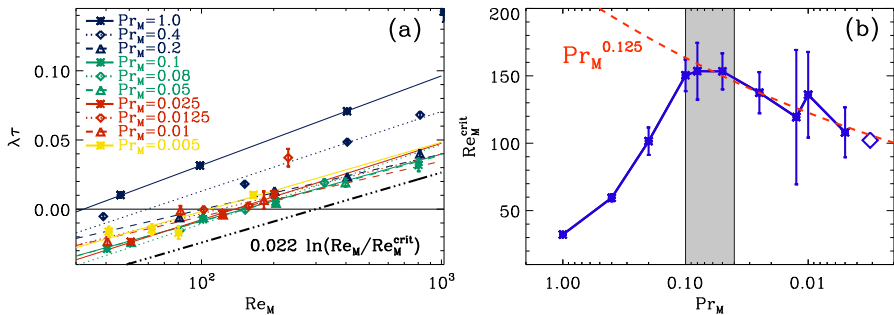 (a)
Pr_M=1.0
Pr_M=0.4
Pr_M=0.2
Pr_M=0.1
Pr_M=0.08
Pr_M=0.05
Pr_M=0.025
Pr_M=0.0125
Pr_M=0.01
Pr_M=0.005
0.10
0.05
0.00
λτ
0.022 ln(Re_M/Re_M^crit)
10^2
10^3
Re_M
(b)
Pr_M^0.125
200
150
100
50
Re_M^crit
1.00
0.10
0.01
Pr_M